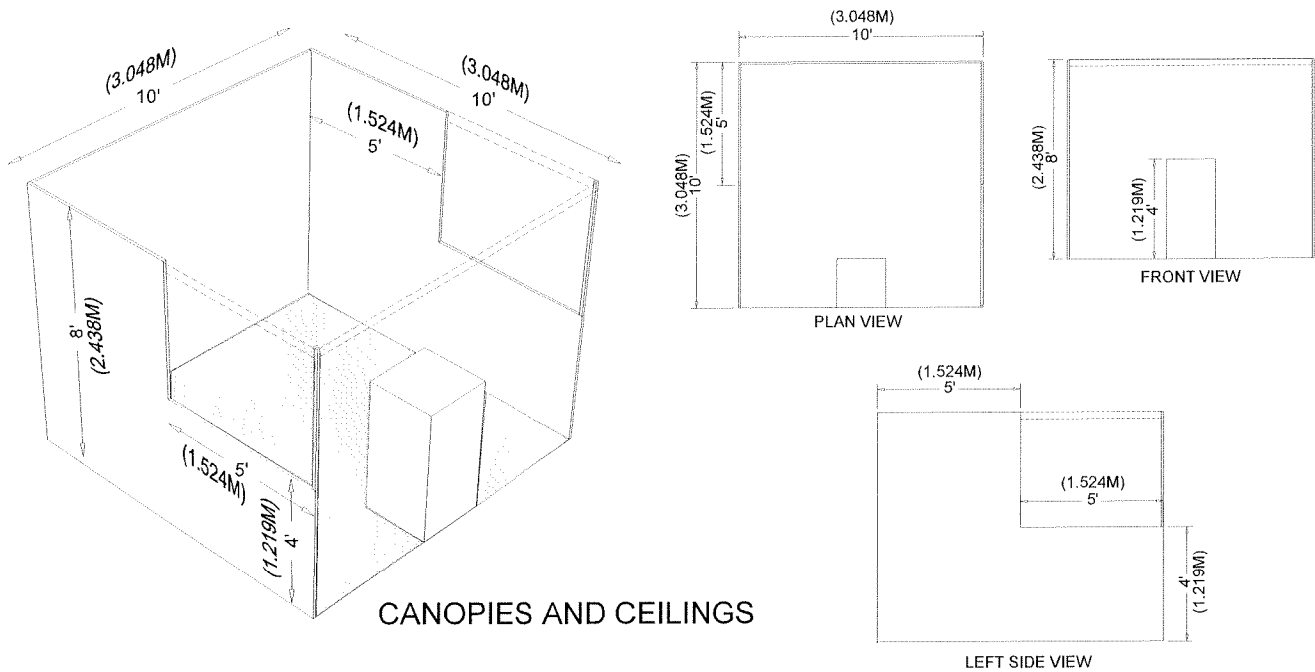 (3.048M)
10'
(3.048M)
10'
(1.524M)
5'
8'
(2.438M)
5'
(1.524M)
4'
(1.219M)
(3.048M)
10'
(1.524M)
5'
(3.048M)
10'
PLAN VIEW
(2.438M)
8'
(1.219M)
4'
FRONT VIEW
(1.524M)
5'
(1.524M)
5'
4'
(1.219M)
LEFT SIDE VIEW
CANOPIES AND CEILINGS